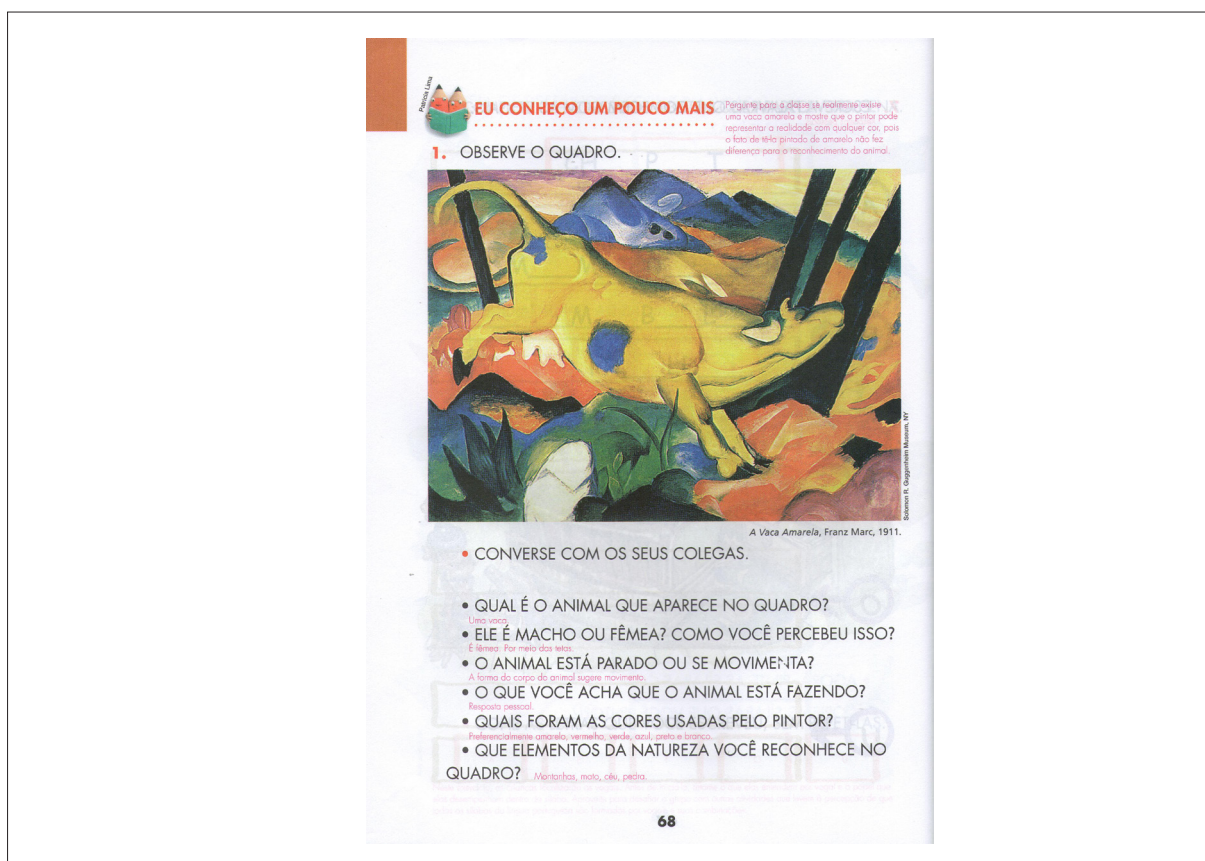 Patrícia Lima
EU CONHEÇO UM POUCO MAIS
Pergunte para a classe se realmente existe
uma vaca amarela e mostre que o pintor pode
representar a realidade com qualquer cor, pois
o fato de tê-la pintado de amarelo não fez
diferença para o reconhecimento do animal.
1. OBSERVE O QUADRO.
Solomon R. Guggenheim Museum, NY
A Vaca Amarela, Franz Marc, 1911.
• CONVERSE COM OS SEUS COLEGAS.
• QUAL É O ANIMAL QUE APARECE NO QUADRO?
Uma vaca.
• ELE É MACHO OU FÊMEA? COMO VOCÊ PERCEBEU ISSO?
É fêmea. Por meio das tetas.
• O ANIMAL ESTÁ PARADO OU SE MOVIMENTA?
A forma do corpo do animal sugere movimento.
• O QUE VOCÊ ACHA QUE O ANIMAL ESTÁ FAZENDO?
Resposta pessoal.
• QUAIS FORAM AS CORES USADAS PELO PINTOR?
Preferencialmente amarelo, vermelho, verde, azul, preto e branco.
• QUE ELEMENTOS DA NATUREZA VOCÊ RECONHECE NO
QUADRO? Montanhas, mato, céu, pedra.
68